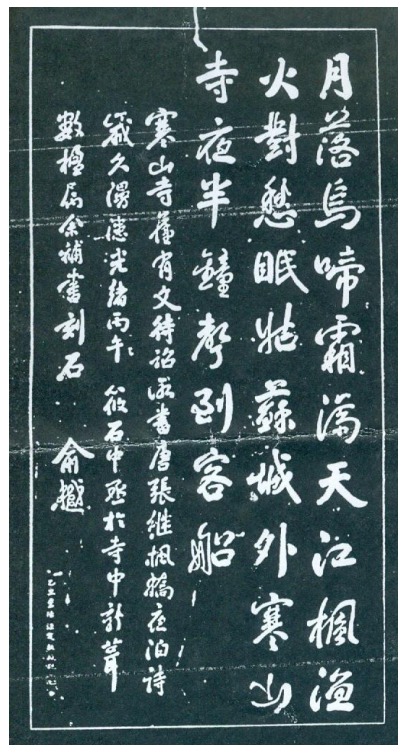 月落烏啼霜滿天江楓漁
火對愁眠姑蘇城外寒山
寺夜半鐘聲到客船
寒山寺舊有文待詔所書唐張繼楓橋夜泊詩
歲久漫漶光緒丙午筱石中丞於寺中新葺
數楹屬余補書刻石
俞樾